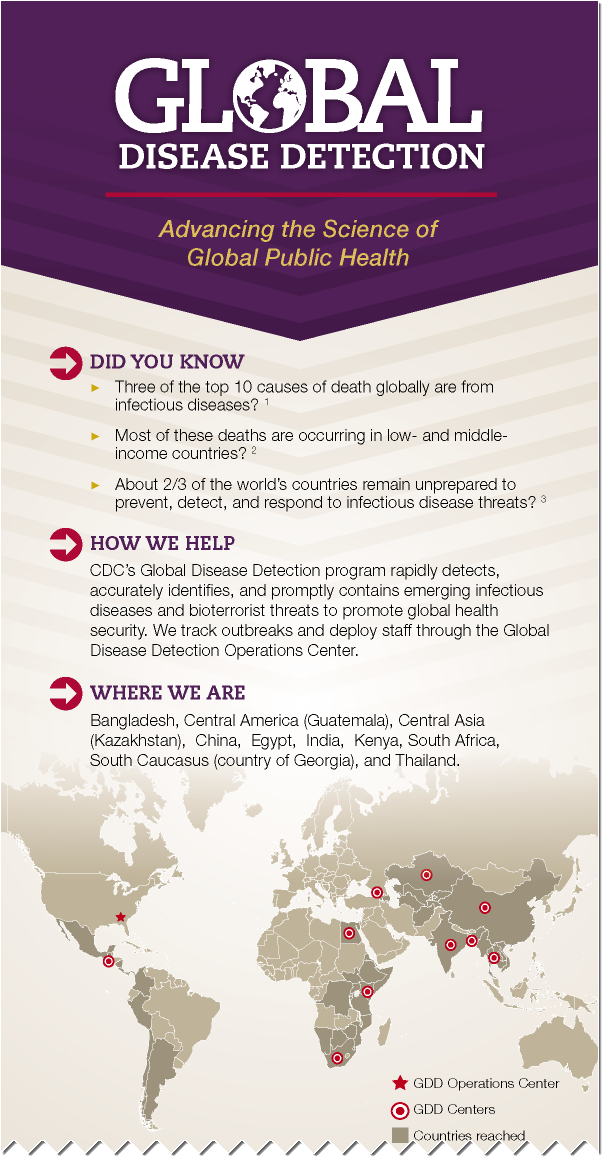 GLOBAL
DISEASE DETECTION
Advancing the Science of
Global Public Health
DID YOU KNOW
► Three of the top 10 causes of death globally are from
infectious diseases? 1
► Most of these deaths are occurring in low- and middle-
income countries? 2
► About 2/3 of the world's countries remain unprepared to
prevent, detect, and respond to infectious disease threats? 3
HOW WE HELP
CDC's Global Disease Detection program rapidly detects,
accurately identifies, and promptly contains emerging infectious
diseases and bioterrorist threats to promote global health
security. We track outbreaks and deploy staff through the Global
Disease Detection Operations Center.
WHERE WE ARE
Bangladesh, Central America (Guatemala), Central Asia
(Kazakhstan), China, Egypt, India, Kenya, South Africa,
South Caucasus (country of Georgia), and Thailand.
GDD Operations Center
GDD Centers
Countries reached